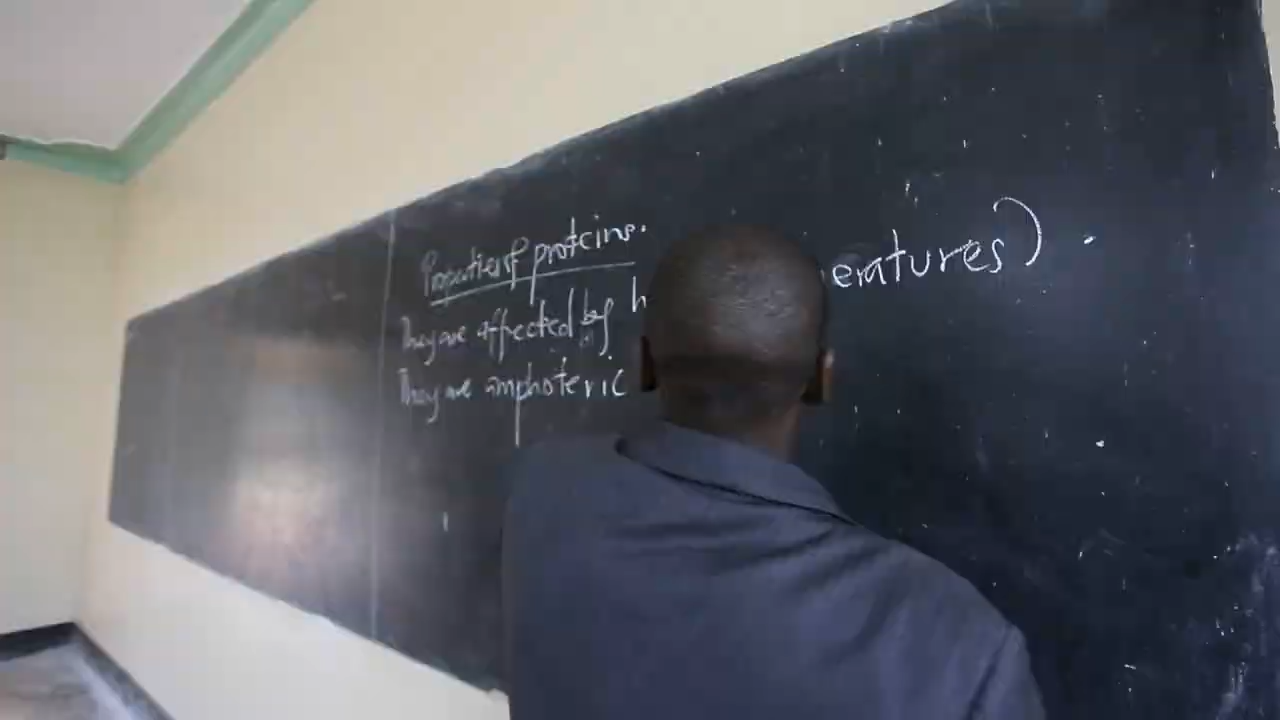 Properties of proteins.
They are affected by h eratures).
They are amphoteric